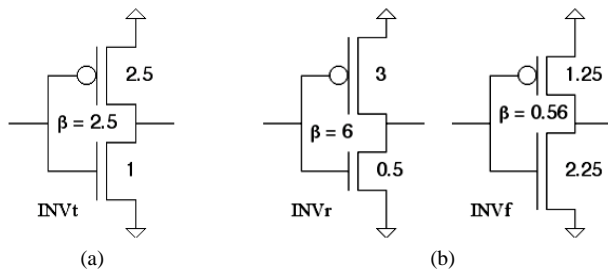 2.5
β = 2.5
1
INVt
(a)
3
β = 6
0.5
INVr
1.25
β = 0.56
2.25
INVf
(b)